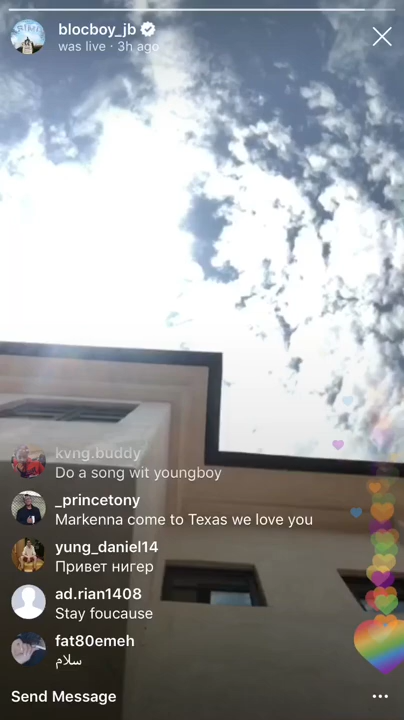 blocboy_jb
was live · 3h ago
kvng.buddy
Do a song wit youngboy
_princetony
Markenna come to Texas we love you
yung_daniel14
Привет нигер
ad.rian1408
Stay foucause
fat80emeh
سلام
Send Message